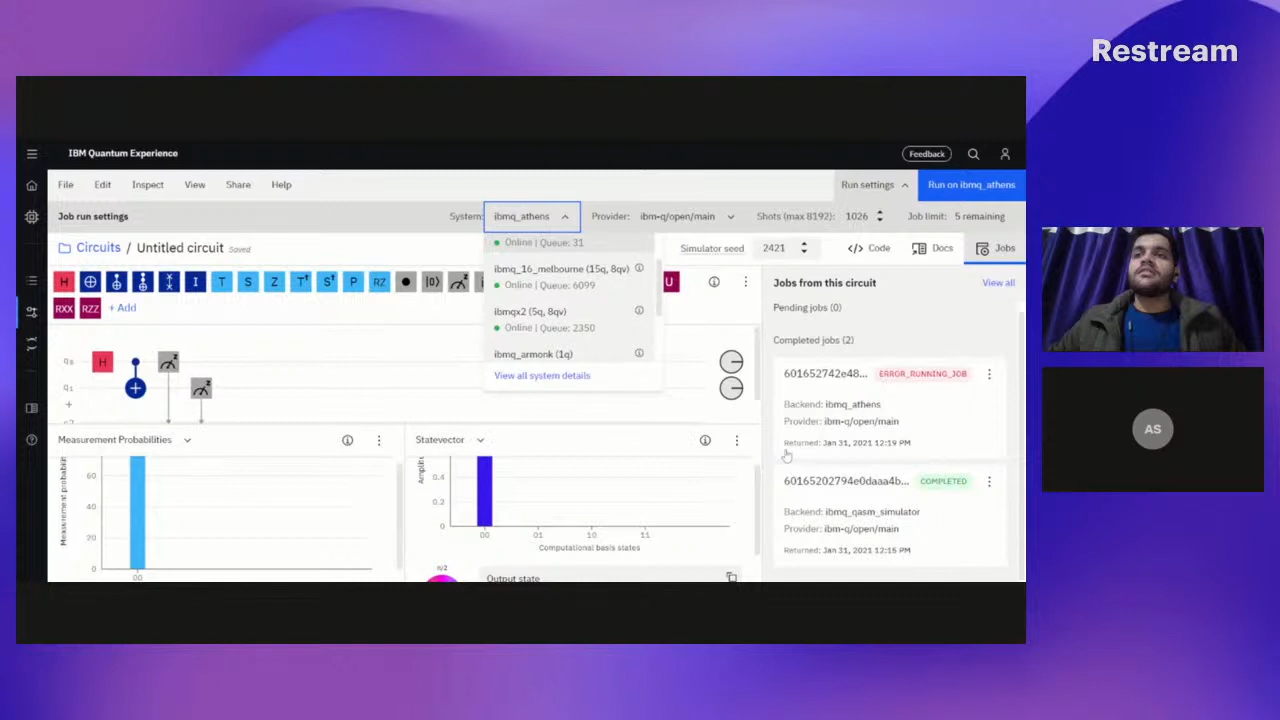 Restream
IBM Quantum Experience
Feedback
File Edit Inspect View Share Help
Run settings
Run on ibmq_athens
Job run settings
System: ibmq_athens
Provider: ibm-q/open/main
Shots (max 8192): 1026
Job limit: 5 remaining
Circuits / Untitled circuit Saved
Online | Queue: 31
Simulator seed 2421
</> Code
Docs
Jobs
H I T S Z T† S† P RZ |0⟩ z U
RXX RZZ + Add
ibmq_16_melbourne (15q, 8qv)
Online | Queue: 6099
ibmqx2 (5q, 8qv)
Online | Queue: 2350
ibmq_armonk (1q)
View all system details
Jobs from this circuit
View all
Pending jobs (0)
Completed jobs (2)
601652742e48... ERROR_RUNNING_JOB
Backend: ibmq_athens
Provider: ibm-q/open/main
Returned: Jan 31, 2021 12:19 PM
60165202794e0daaa4b... COMPLETED
Backend: ibmq_qasm_simulator
Provider: ibm-q/open/main
Returned: Jan 31, 2021 12:15 PM
H z
q1 z
+
Measurement Probabilities
Measurement probabilit
60
40
20
0
00
Statevector
Amplit
0.4
0.2
0
00 01 10 11
Computational basis states
π/2
Output state
AS